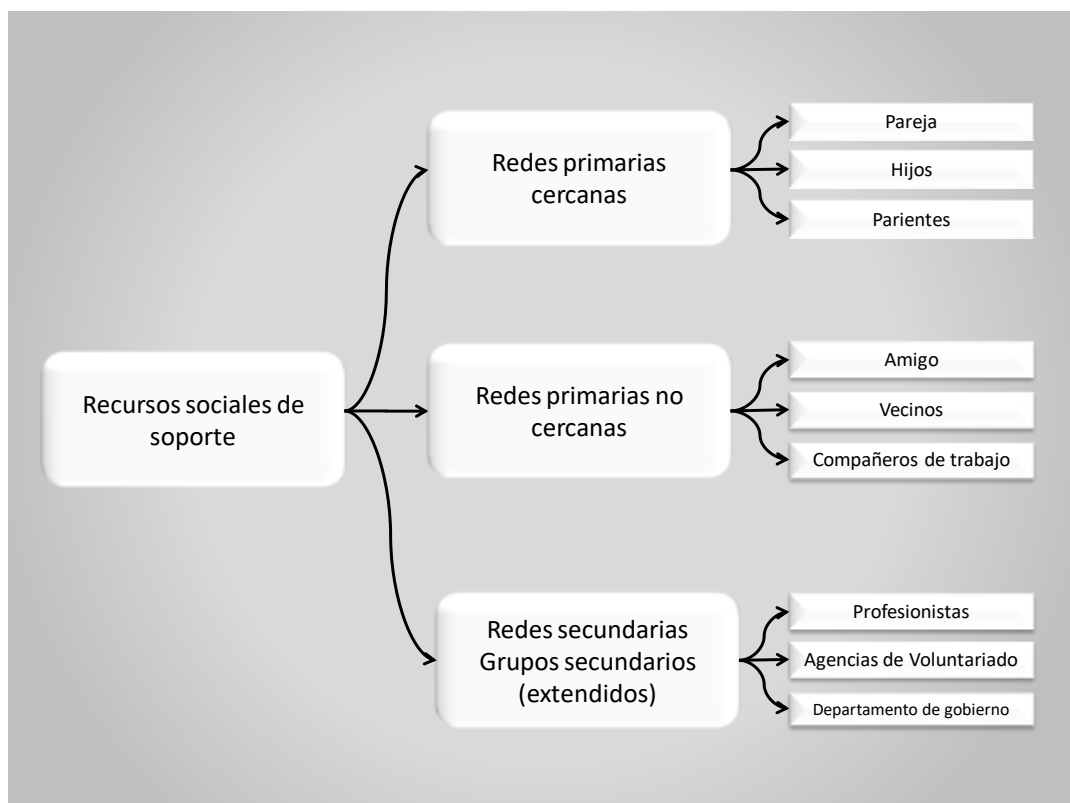 Recursos sociales de
soporte
Redes primarias
cercanas
Pareja
Hijos
Parientes
Redes primarias no
cercanas
Amigo
Vecinos
Compañeros de trabajo
Redes secundarias
Grupos secundarios
(extendidos)
Profesionistas
Agencias de Voluntariado
Departamento de gobierno